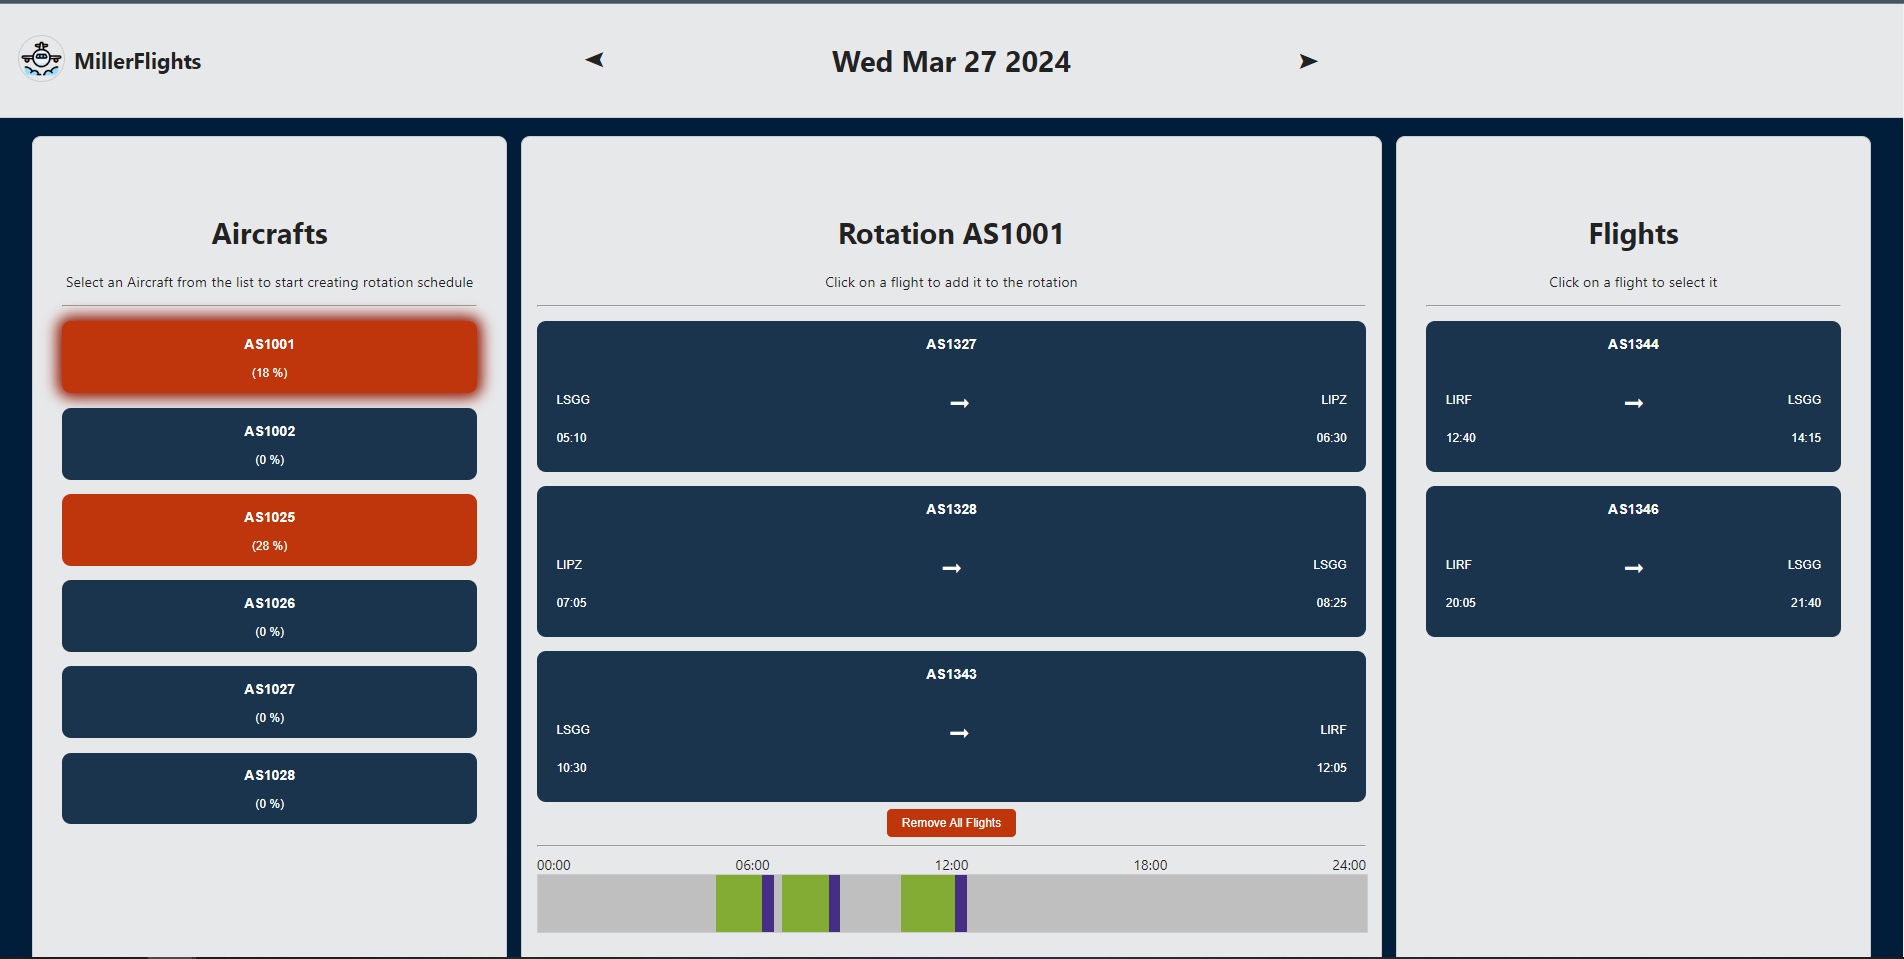 MillerFlights
Wed Mar 27 2024
Aircrafts
Select an Aircraft from the list to start creating rotation schedule
AS1001
(18 %)
AS1002
(0 %)
AS1025
(28 %)
AS1026
(0 %)
AS1027
(0 %)
AS1028
(0 %)
Rotation AS1001
Click on a flight to add it to the rotation
AS1327
LSGG LIPZ
05:10 06:30
AS1328
LIPZ LSGG
07:05 08:25
AS1343
LSGG LIRF
10:30 12:05
Remove All Flights
00:00 06:00 12:00 18:00 24:00
Flights
Click on a flight to select it
AS1344
LIRF LSGG
12:40 14:15
AS1346
LIRF LSGG
20:05 21:40